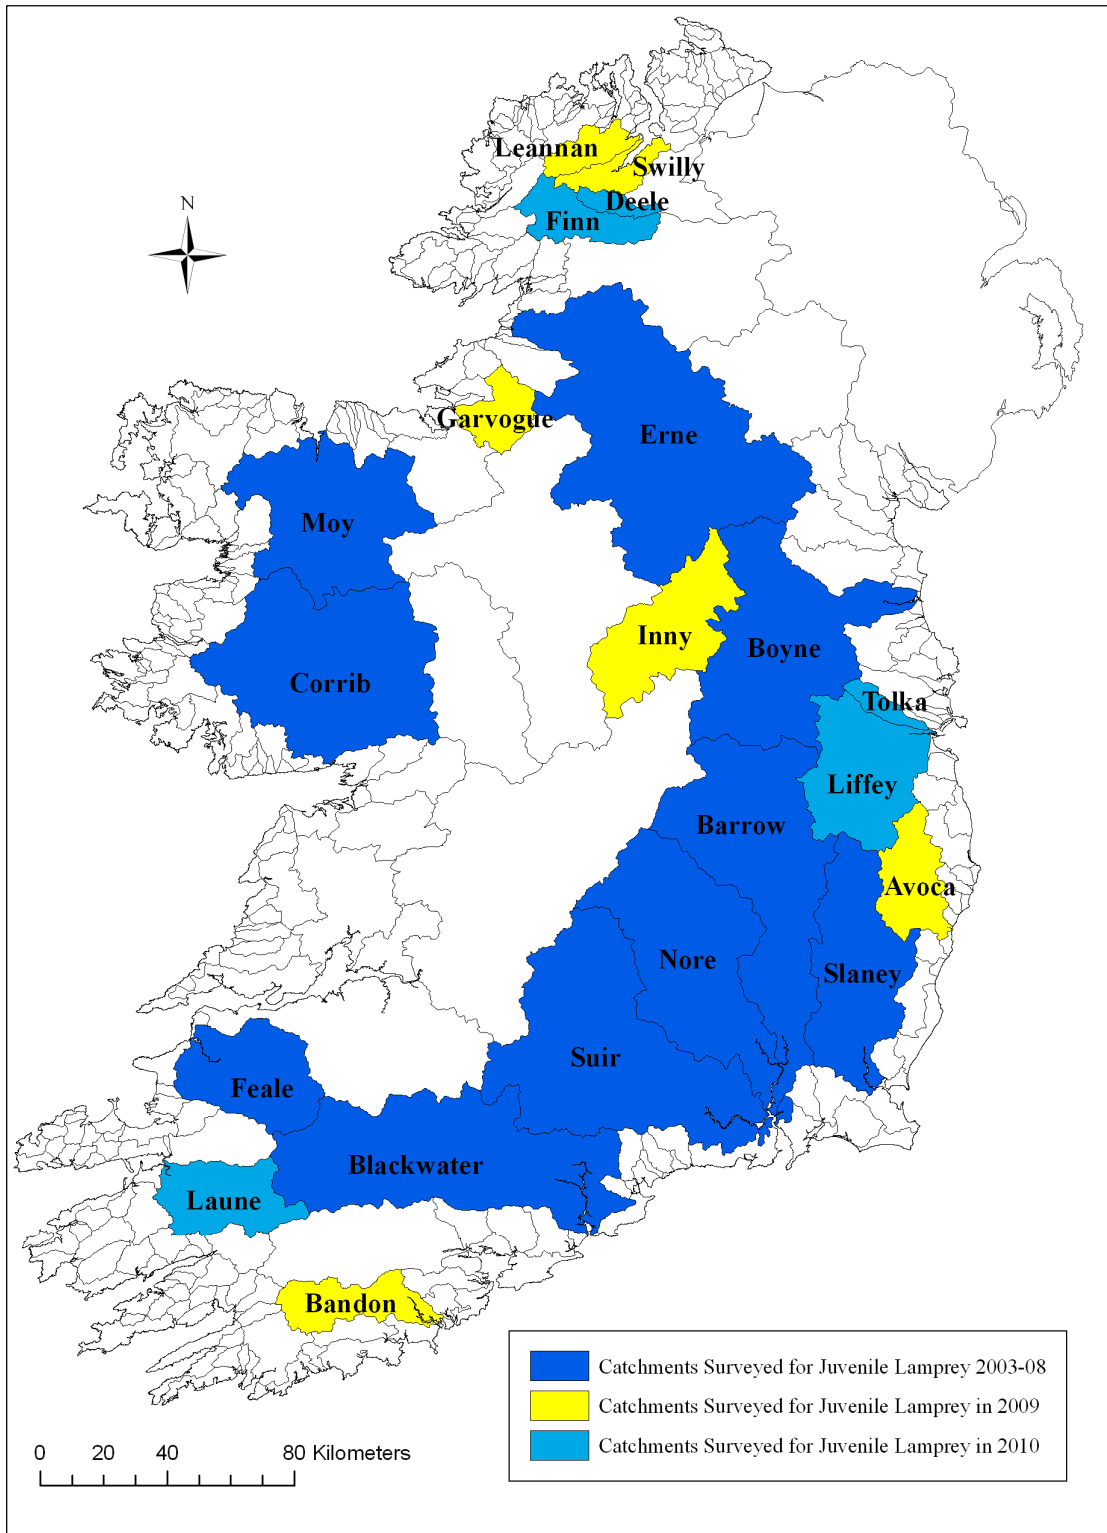 Leannan
Swilly
Deele
Finn
N
Garvogue
Erne
Moy
Inny
Boyne
Corrib
Tolka
Liffey
Barrow
Avoca
Nore
Slaney
Suir
Feale
Blackwater
Laune
Bandon
Catchments Surveyed for Juvenile Lamprey 2003-08
Catchments Surveyed for Juvenile Lamprey in 2009
Catchments Surveyed for Juvenile Lamprey in 2010
0 20 40 80 Kilometers